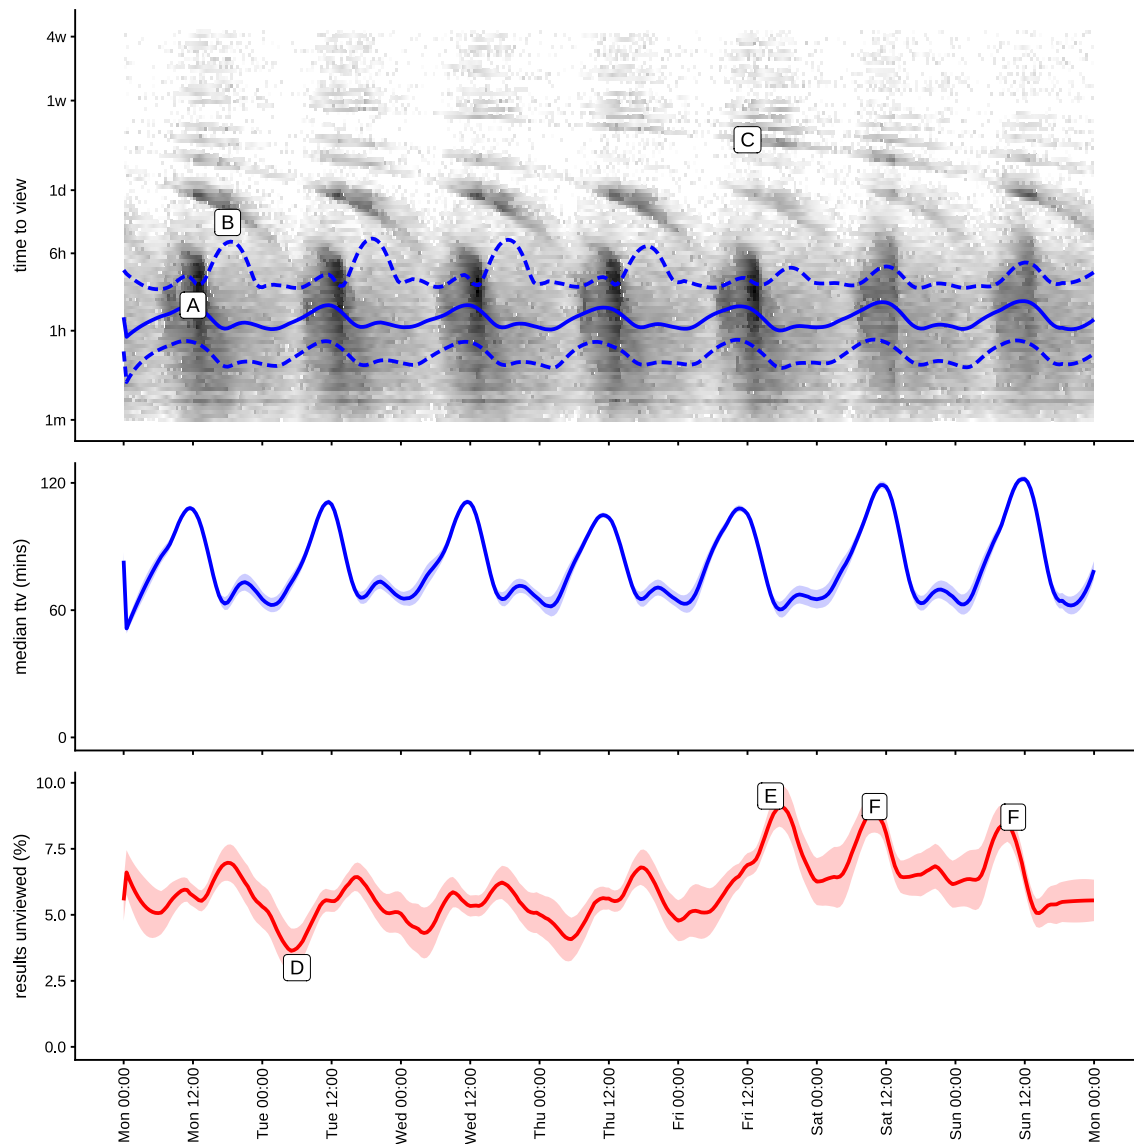 4w
1w
1d
6h
1h
1m
time to view
A
B
C
120
60
0
median ttv (mins)
10.0
7.5
5.0
2.5
0.0
results unviewed (%)
D
E
F
F
Mon 00:00
Mon 12:00
Tue 00:00
Tue 12:00
Wed 00:00
Wed 12:00
Thu 00:00
Thu 12:00
Fri 00:00
Fri 12:00
Sat 00:00
Sat 12:00
Sun 00:00
Sun 12:00
Mon 00:00